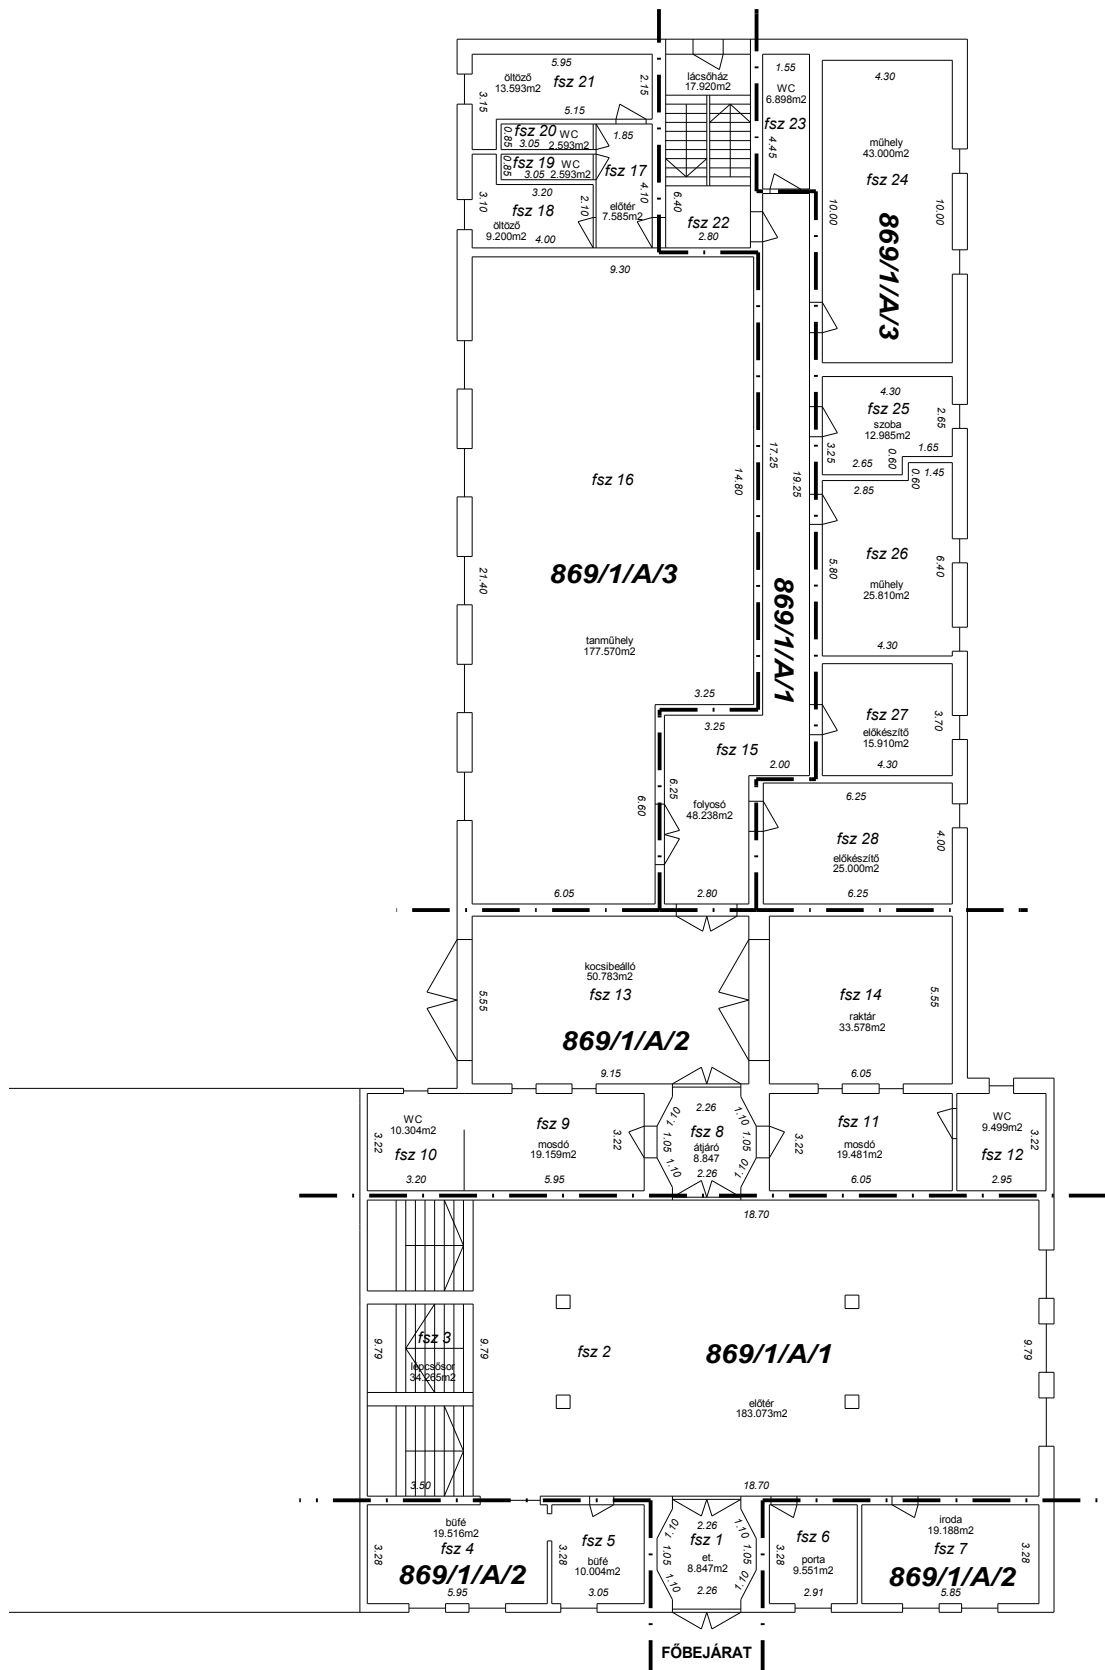 5.95
öltöző
13.593m2
fsz 21
2.15
3.15
5.15
lácsőház
17.920m2
1.55
WC
6.898m2
fsz 23
4.45
4.30
műhely
43.000m2
fsz 24
10.00
10.00
869/1/A/3
0.85
fsz 20
WC
3.05
2.593m2
1.85
fsz 17
0.85
fsz 19
WC
3.05
2.593m2
4.10
előtér
7.585m2
3.20
2.10
3.10
fsz 18
öltöző
9.200m2
4.00
6.40
fsz 22
2.80
9.30
fsz 16
14.80
17.25
19.25
21.40
869/1/A/3
tanműhely
177.570m2
869/1/A/1
4.30
fsz 25
szoba
12.985m2
2.65
3.25
1.65
2.65
0.60
0.60
1.45
2.85
fsz 26
5.80
6.40
műhely
25.810m2
4.30
3.25
3.25
fsz 15
2.00
fsz 27
3.70
előkészítő
15.910m2
4.30
6.60
6.25
folyosó
48.238m2
6.25
fsz 28
4.00
előkészítő
25.000m2
6.05
2.80
6.25
kocsibeálló
50.783m2
fsz 13
5.55
869/1/A/2
9.15
fsz 14
5.55
raktár
33.578m2
6.05
WC
10.304m2
3.22
fsz 10
3.20
fsz 9
mosdó
19.159m2
3.22
5.95
2.26
1.10
1.10
fsz 8
1.05
1.05
átjáró
8.847
1.10
1.10
2.26
fsz 11
3.22
mosdó
19.481m2
6.05
WC
9.499m2
3.22
fsz 12
2.95
18.70
fsz 3
9.79
9.79
lépcsősor
34.265m2
3.50
fsz 2
869/1/A/1
9.79
előtér
183.073m2
18.70
büfé
19.516m2
fsz 4
3.28
869/1/A/2
5.95
fsz 5
3.28
büfé
10.004m2
3.05
2.26
1.10
1.10
fsz 1
1.05
1.05
et.
8.847m2
1.10
1.10
2.26
fsz 6
3.28
porta
9.551m2
2.91
iroda
19.188m2
fsz 7
3.28
869/1/A/2
5.85
FŐBEJÁRAT